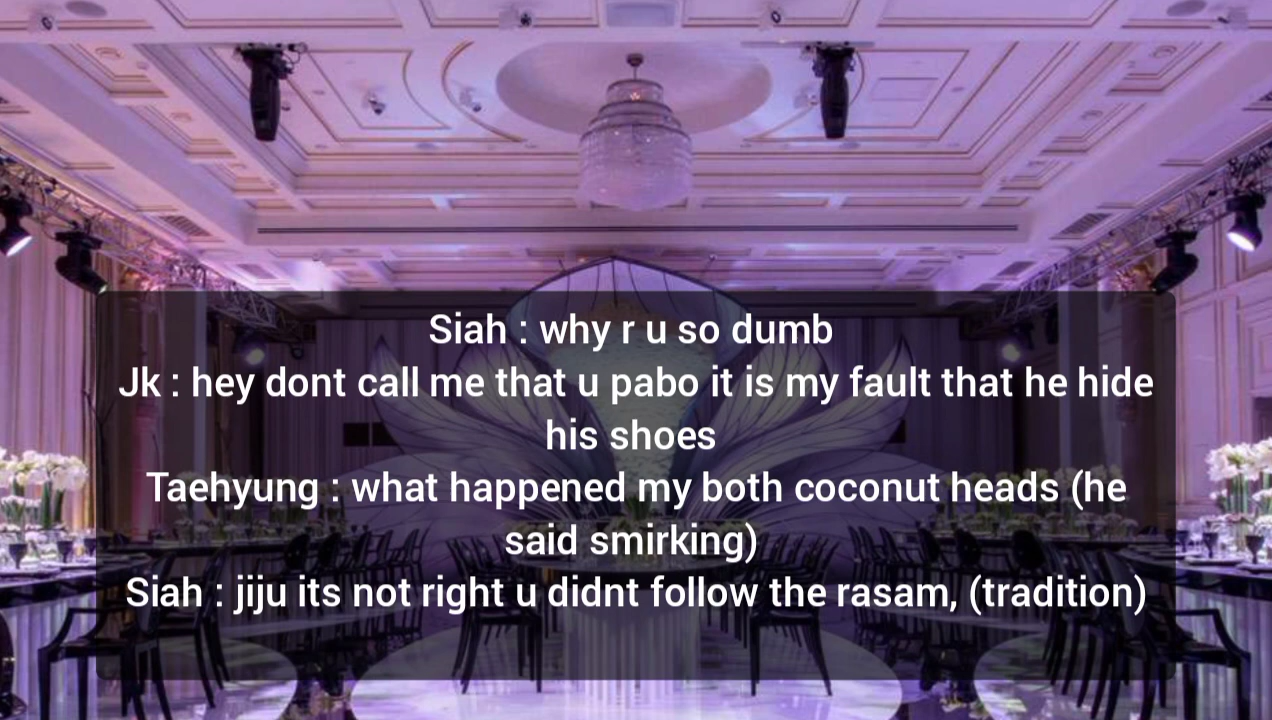 Siah : why r u so dumb
Jk : hey dont call me that u pabo it is my fault that he hide
his shoes
Taehyung : what happened my both coconut heads (he
said smirking)
Siah : jiju its not right u didnt follow the rasam, (tradition)